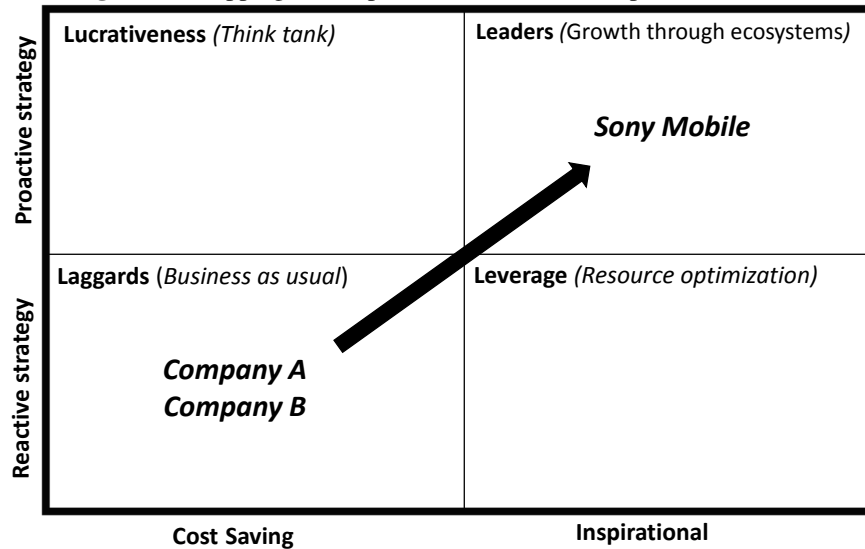 Lucrativeness (Think tank)
Leaders (Growth through ecosystems)
Sony Mobile
Proactive strategy
Laggards (Business as usual)
Leverage (Resource optimization)
Company A
Company B
Reactive strategy
Cost Saving
Inspirational